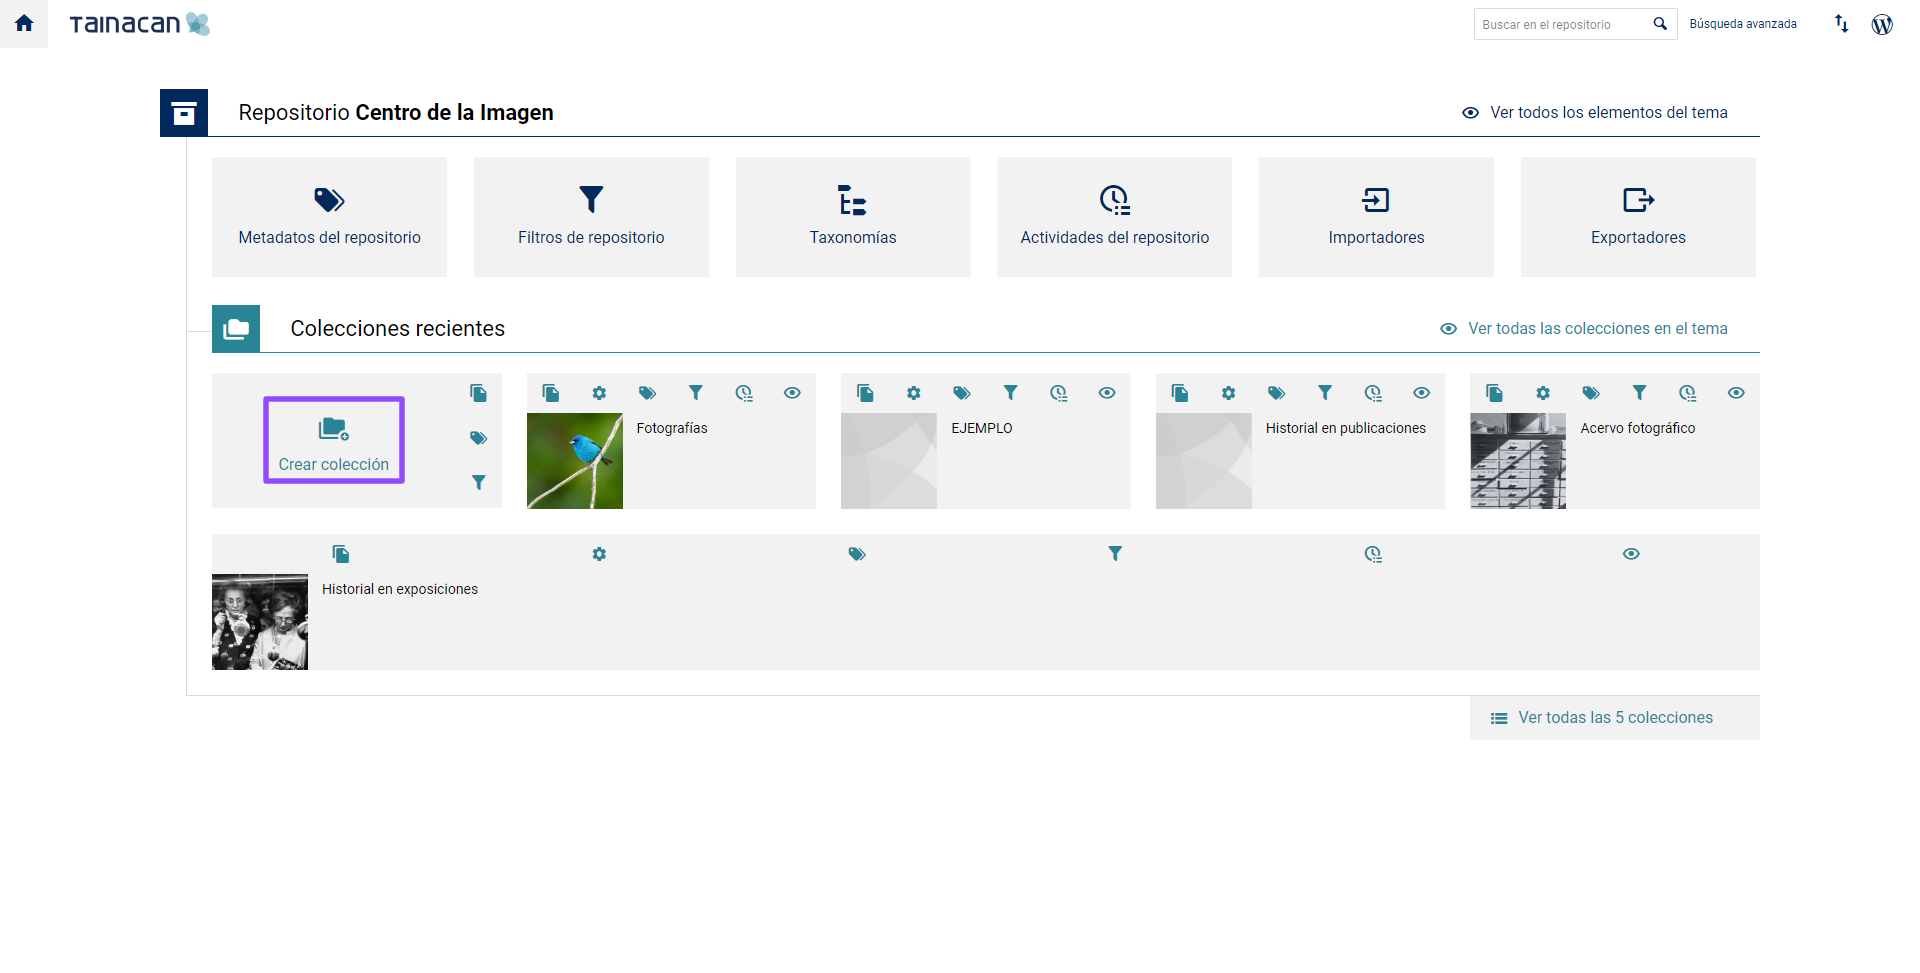 Tainacan
Buscar en el repositorio
Búsqueda avanzada
Repositorio Centro de la Imagen
Ver todos los elementos del tema
Metadatos del repositorio
Filtros de repositorio
Taxonomías
Actividades del repositorio
Importadores
Exportadores
Colecciones recientes
Ver todas las colecciones en el tema
Crear colección
Fotografías
EJEMPLO
Historial en publicaciones
Acervo fotográfico
Historial en exposiciones
Ver todas las 5 colecciones